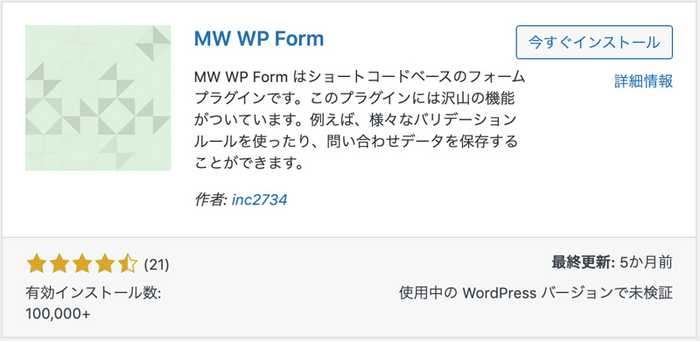 MW WP Form
今すぐインストール
詳細情報
MW WP Form はショートコードベースのフォーム
プラグインです。このプラグインには沢山の機能
がついています。例えば、様々なバリデーション
ルールを使ったり、問い合わせデータを保存する
ことができます。
作者: inc2734
(21)
有効インストール数:
100,000+
最終更新: 5か月前
使用中の WordPress バージョンで未検証